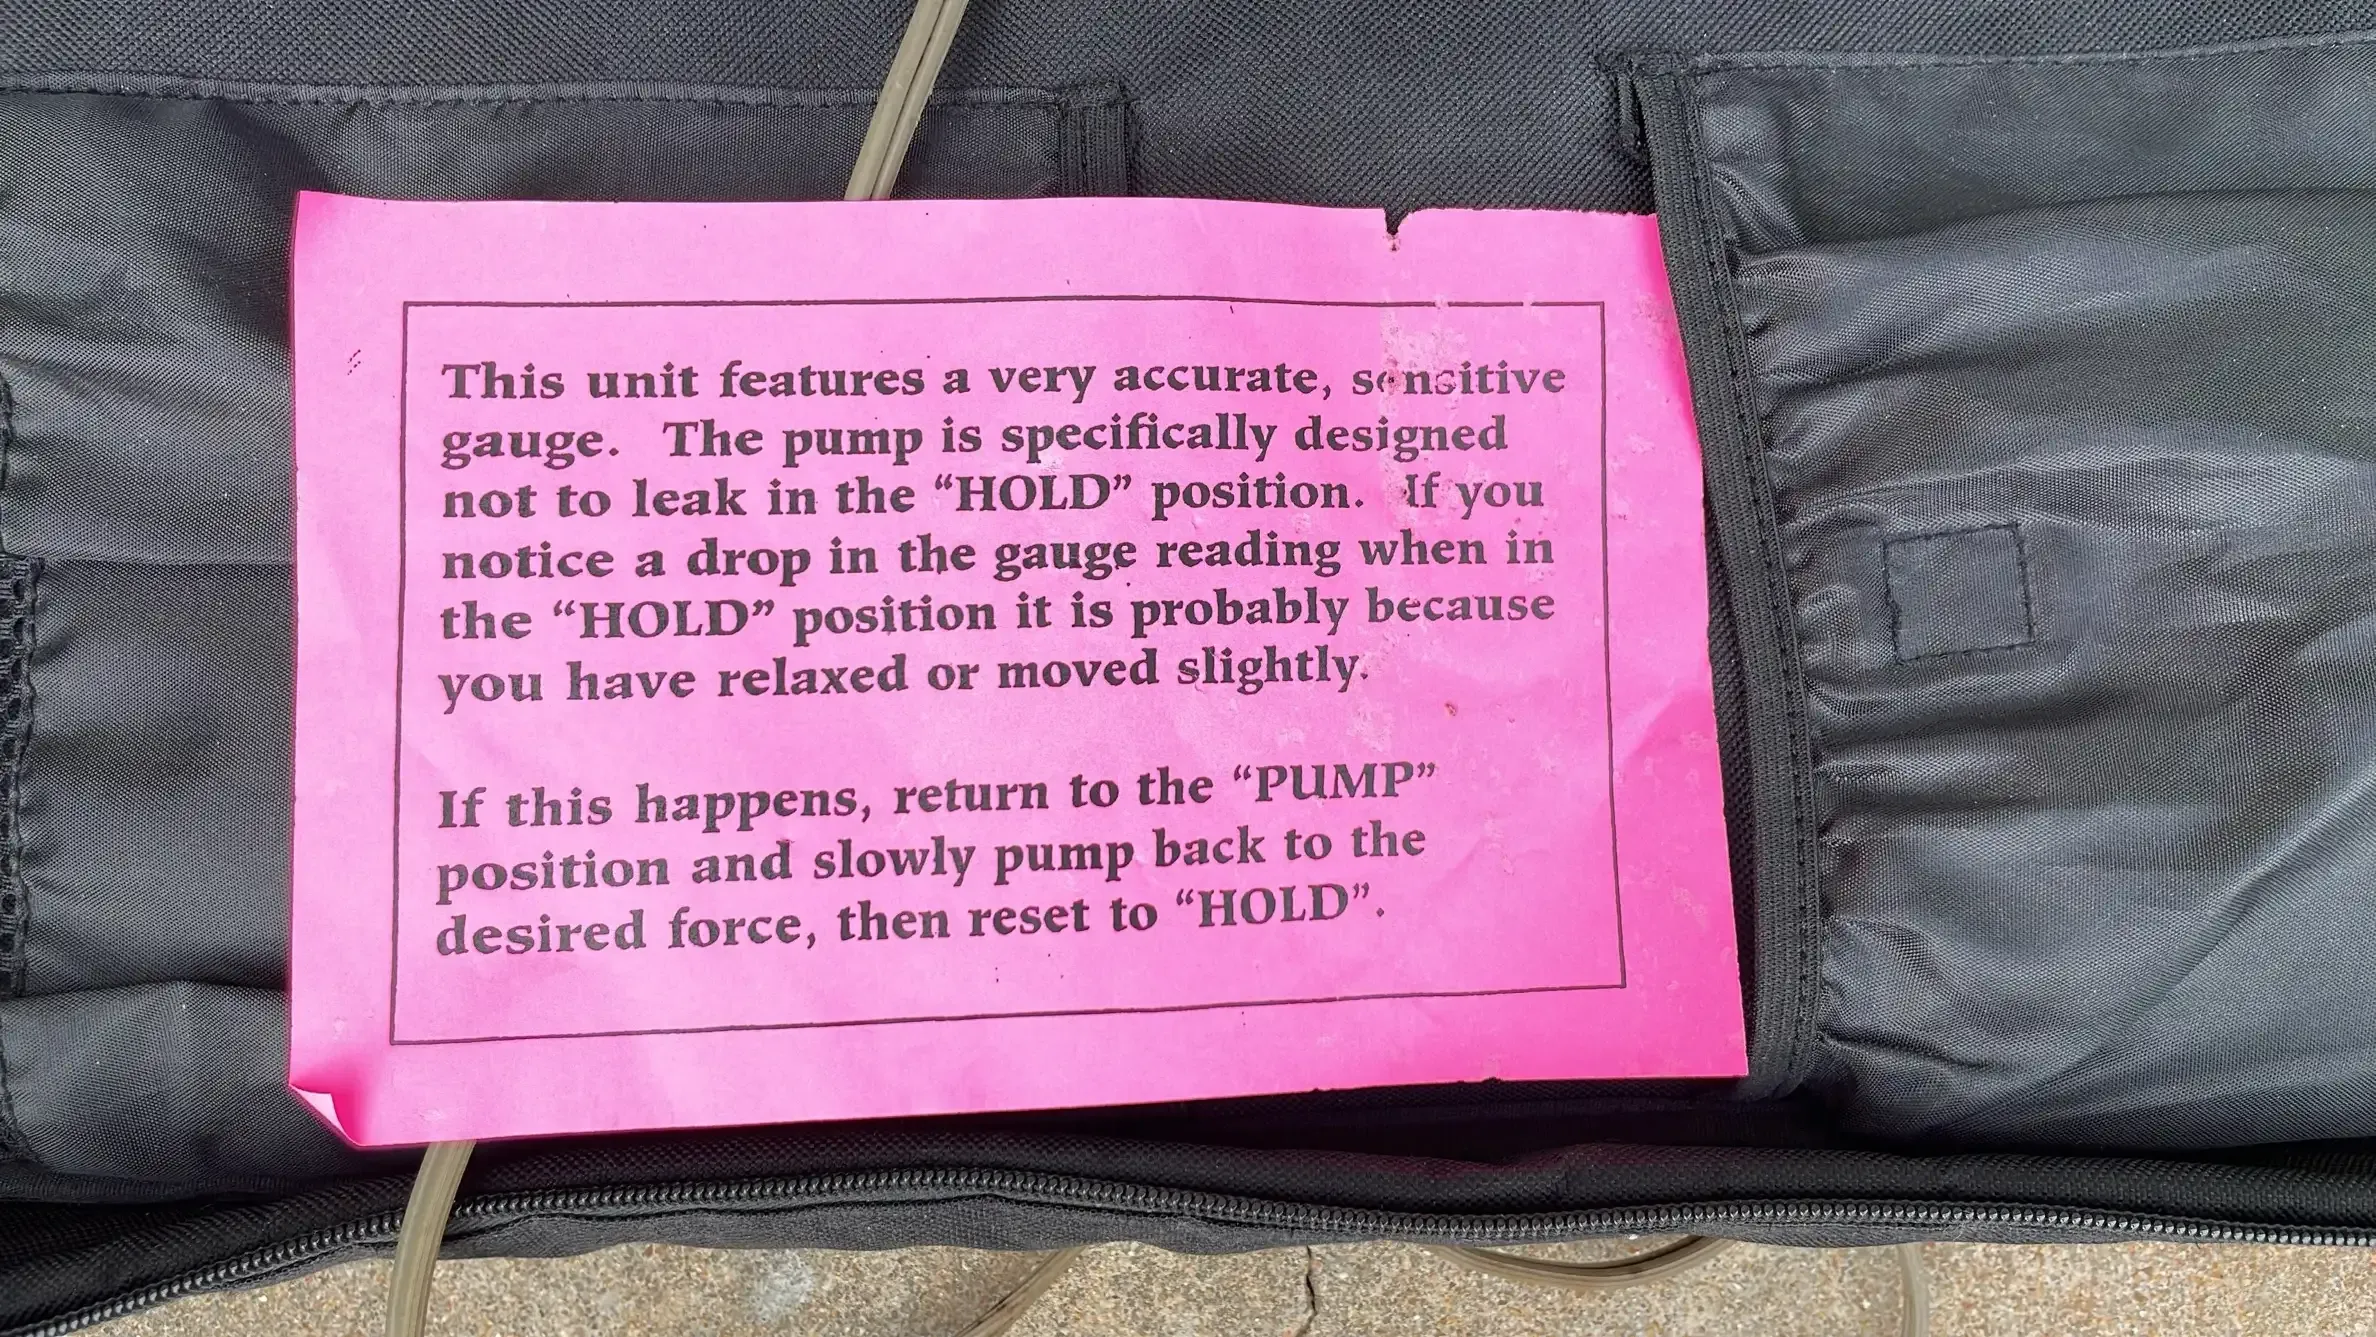 This unit features a very accurate, sensitive
gauge.  The pump is specifically designed
not to leak in the “HOLD” position.  If you
notice a drop in the gauge reading when in
the “HOLD” position it is probably because
you have relaxed or moved slightly.
If this happens, return to the “PUMP”
position and slowly pump back to the
desired force, then reset to “HOLD”.